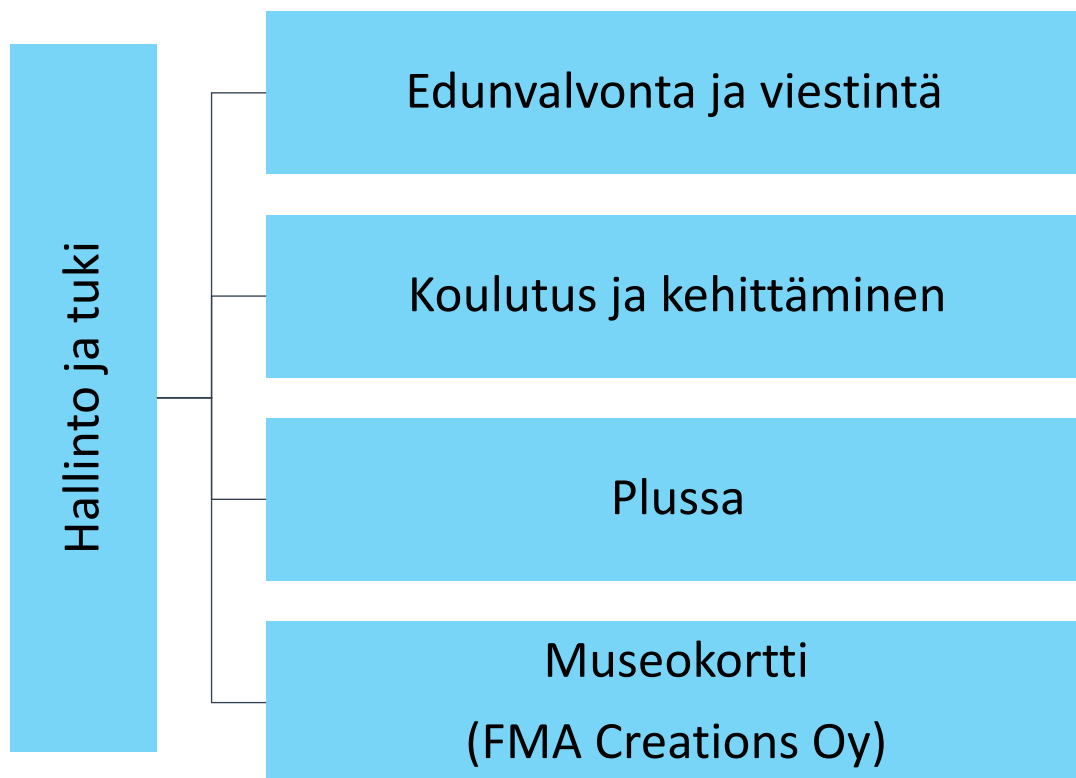 Hallinto ja tuki
Edunvalvonta ja viestintä
Koulutus ja kehittäminen
Plussa
Museokortti
(FMA Creations Oy)